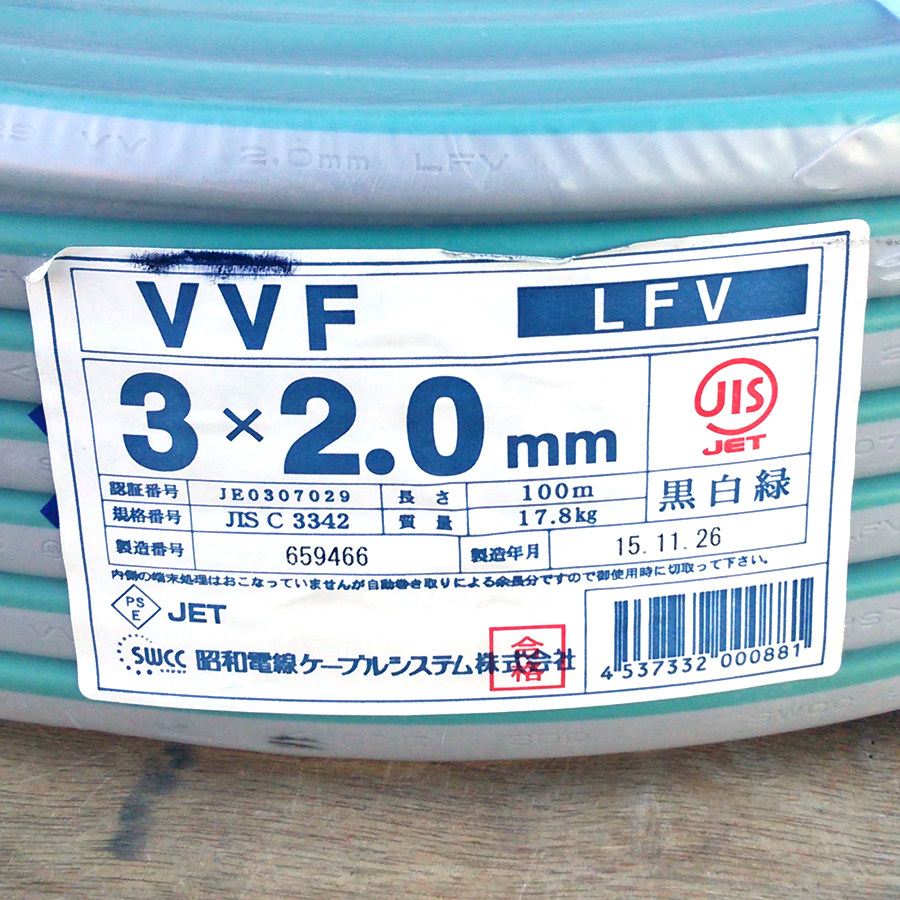 VV 2.0mm LFV
VVF LFV
3×2.0 mm
JIS
JET
認証番号 JE0307029 長さ 100m
規格番号 JIS C 3342 質量 17.8kg
黒白緑
製造番号 659466 製造年月 15.11.26
内側の端末処理はおこなっていませんが自動巻き取りによる余長分ですので御使用時に切取って下さい。
PS
E
JET
SWCC 昭和電線ケーブルシステム株式会社
合格
4 537332 000881
SWCC